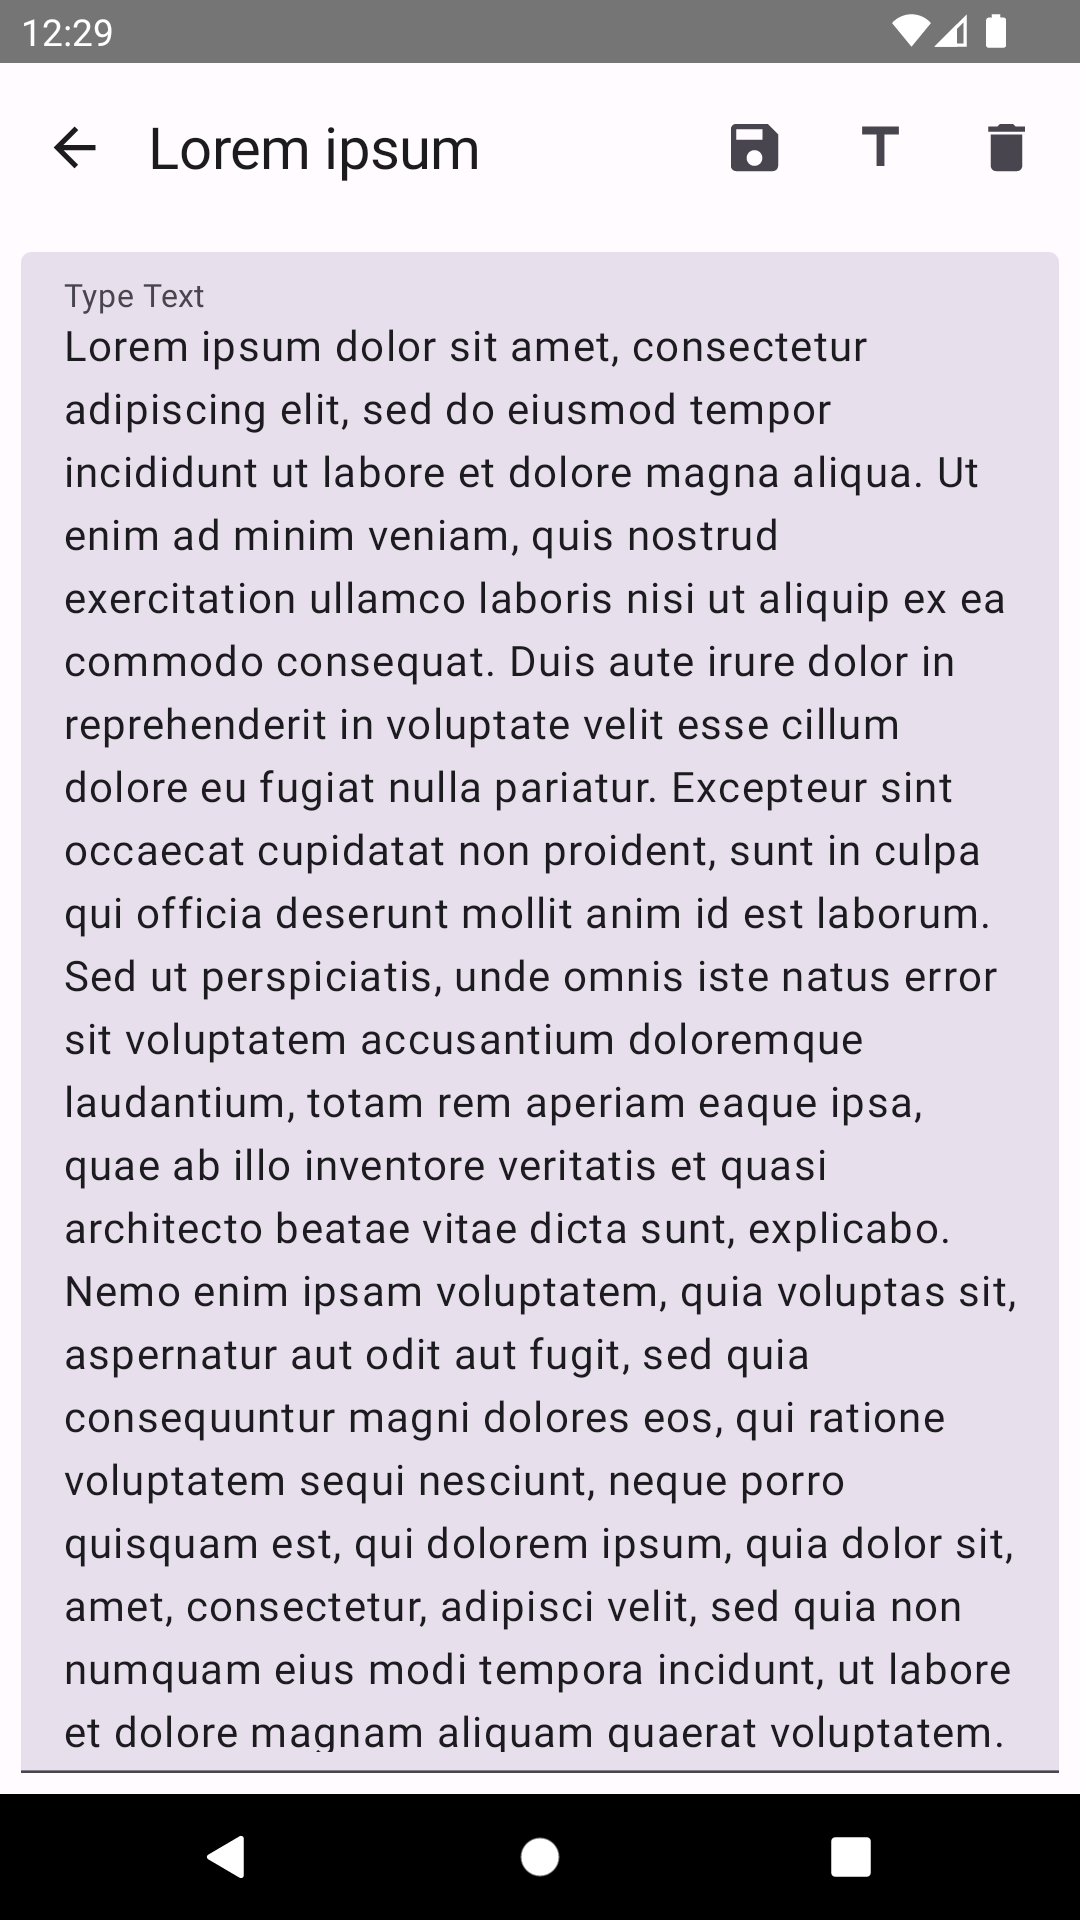 12:29
Lorem ipsum
Type Text
Lorem ipsum dolor sit amet, consectetur
adipiscing elit, sed do eiusmod tempor
incididunt ut labore et dolore magna aliqua. Ut
enim ad minim veniam, quis nostrud
exercitation ullamco laboris nisi ut aliquip ex ea
commodo consequat. Duis aute irure dolor in
reprehenderit in voluptate velit esse cillum
dolore eu fugiat nulla pariatur. Excepteur sint
occaecat cupidatat non proident, sunt in culpa
qui officia deserunt mollit anim id est laborum.
Sed ut perspiciatis, unde omnis iste natus error
sit voluptatem accusantium doloremque
laudantium, totam rem aperiam eaque ipsa,
quae ab illo inventore veritatis et quasi
architecto beatae vitae dicta sunt, explicabo.
Nemo enim ipsam voluptatem, quia voluptas sit,
aspernatur aut odit aut fugit, sed quia
consequuntur magni dolores eos, qui ratione
voluptatem sequi nesciunt, neque porro
quisquam est, qui dolorem ipsum, quia dolor sit,
amet, consectetur, adipisci velit, sed quia non
numquam eius modi tempora incidunt, ut labore
et dolore magnam aliquam quaerat voluptatem.